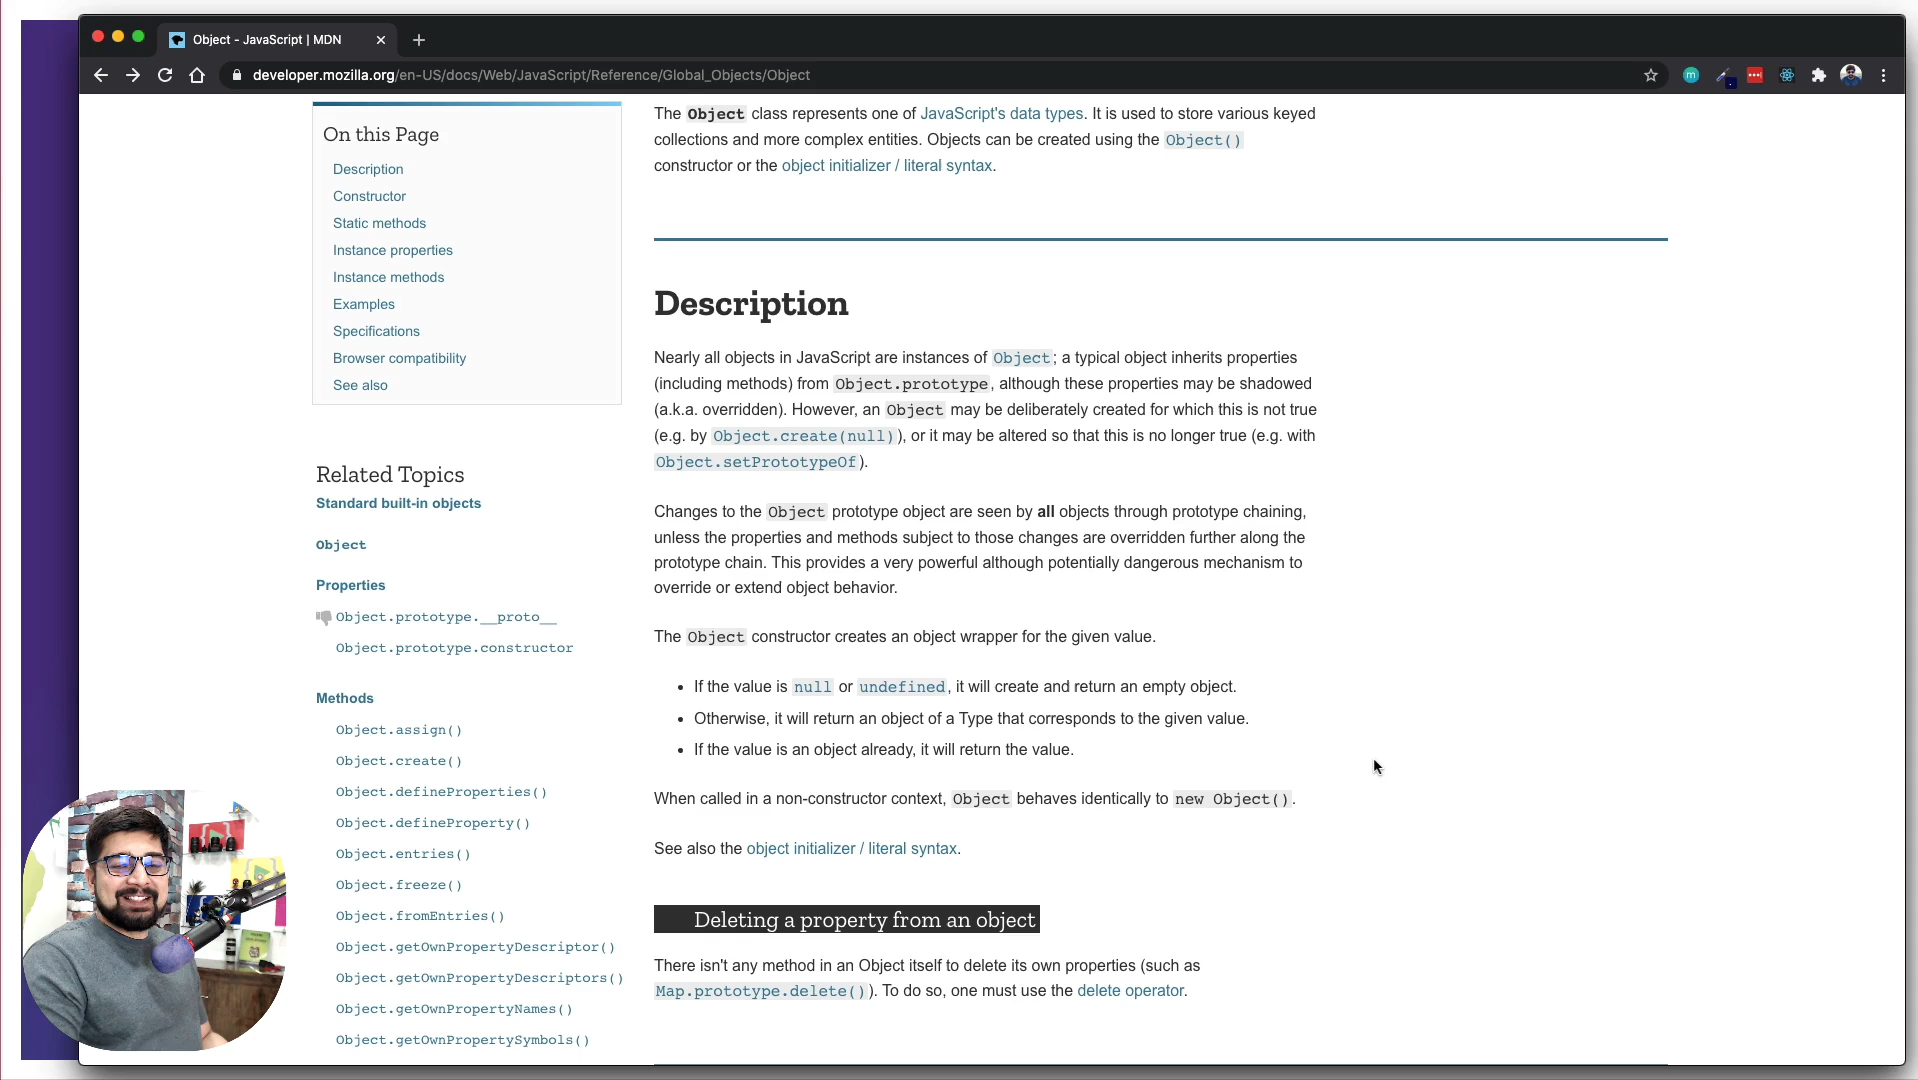 Object - JavaScript | MDN
developer.mozilla.org/en-US/docs/Web/JavaScript/Reference/Global_Objects/Object
On this Page
Description
Constructor
Static methods
Instance properties
Instance methods
Examples
Specifications
Browser compatibility
See also
Related Topics
Standard built-in objects
Object
Properties
Object.prototype.__proto__
Object.prototype.constructor
Methods
Object.assign()
Object.create()
Object.defineProperties()
Object.defineProperty()
Object.entries()
Object.freeze()
Object.fromEntries()
Object.getOwnPropertyDescriptor()
Object.getOwnPropertyDescriptors()
Object.getOwnPropertyNames()
Object.getOwnPropertySymbols()
The Object class represents one of JavaScript's data types. It is used to store various keyed
collections and more complex entities. Objects can be created using the Object()
constructor or the object initializer / literal syntax.
Description
Nearly all objects in JavaScript are instances of Object; a typical object inherits properties
(including methods) from Object.prototype, although these properties may be shadowed
(a.k.a. overridden). However, an Object may be deliberately created for which this is not true
(e.g. by Object.create(null)), or it may be altered so that this is no longer true (e.g. with
Object.setPrototypeOf).
Changes to the Object prototype object are seen by all objects through prototype chaining,
unless the properties and methods subject to those changes are overridden further along the
prototype chain. This provides a very powerful although potentially dangerous mechanism to
override or extend object behavior.
The Object constructor creates an object wrapper for the given value.
• If the value is null or undefined, it will create and return an empty object.
• Otherwise, it will return an object of a Type that corresponds to the given value.
• If the value is an object already, it will return the value.
When called in a non-constructor context, Object behaves identically to new Object().
See also the object initializer / literal syntax.
Deleting a property from an object
There isn't any method in an Object itself to delete its own properties (such as
Map.prototype.delete()). To do so, one must use the delete operator.